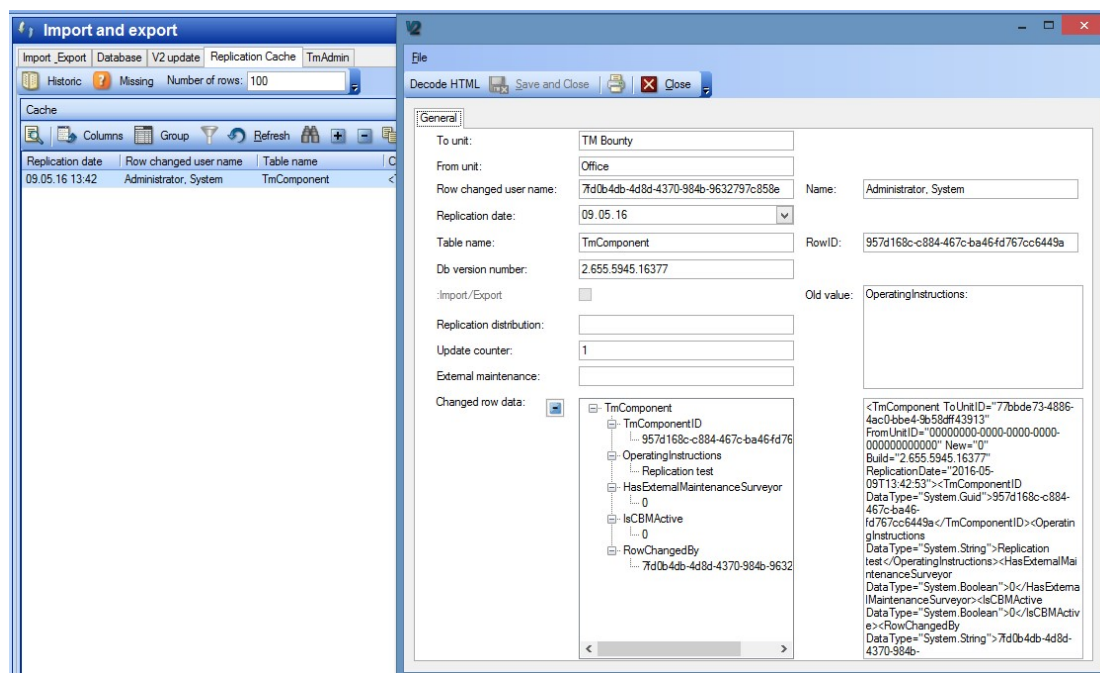 Import and export
Import _Export Database V2 update Replication Cache TmAdmin
Historic Missing Number of rows: 100
Cache
Columns Group Refresh
Replication date Row changed user name Table name C
09.05.16 13:42 Administrator, System TmComponent <
V2
File
Decode HTML Save and Close Close
General
To unit: TM Bounty
From unit: Office
Row changed user name: 7fd0b4db-4d8d-4370-984b-9632797c858e Name: Administrator, System
Replication date: 09.05.16
Table name: TmComponent RowID: 957d168c-c884-467c-ba46-fd767cc6449a
Db version number: 2.655.5945.16377
:Import/Export Old value: OperatingInstructions:
Replication distribution:
Update counter: 1
External maintenance:
Changed row data:
TmComponent
TmComponentID
957d168c-c884-467c-ba46-fd76
OperatingInstructions
Replication test
HasExternalMaintenanceSurveyor
0
IsCBMActive
0
RowChangedBy
7fd0b4db-4d8d-4370-984b-9632
<TmComponent ToUnitID="77bbde73-4886-
4ac0-bbe4-9b58dff43913"
FromUnitID="00000000-0000-0000-0000-
000000000000" New="0"
Build="2.655.5945.16377"
ReplicationDate="2016-05-
09T13:42:53"><TmComponentID
DataType="System.Guid">957d168c-c884-
467c-ba46-
fd767cc6449a</TmComponentID><Operatin
gInstructions
DataType="System.String">Replication
test</OperatingInstructions><HasExternalMai
ntenanceSurveyor
DataType="System.Boolean">0</HasExterna
lMaintenanceSurveyor><IsCBMActive
DataType="System.Boolean">0</IsCBMActiv
e><RowChangedBy
DataType="System.String">7fd0b4db-4d8d-
4370-984b-